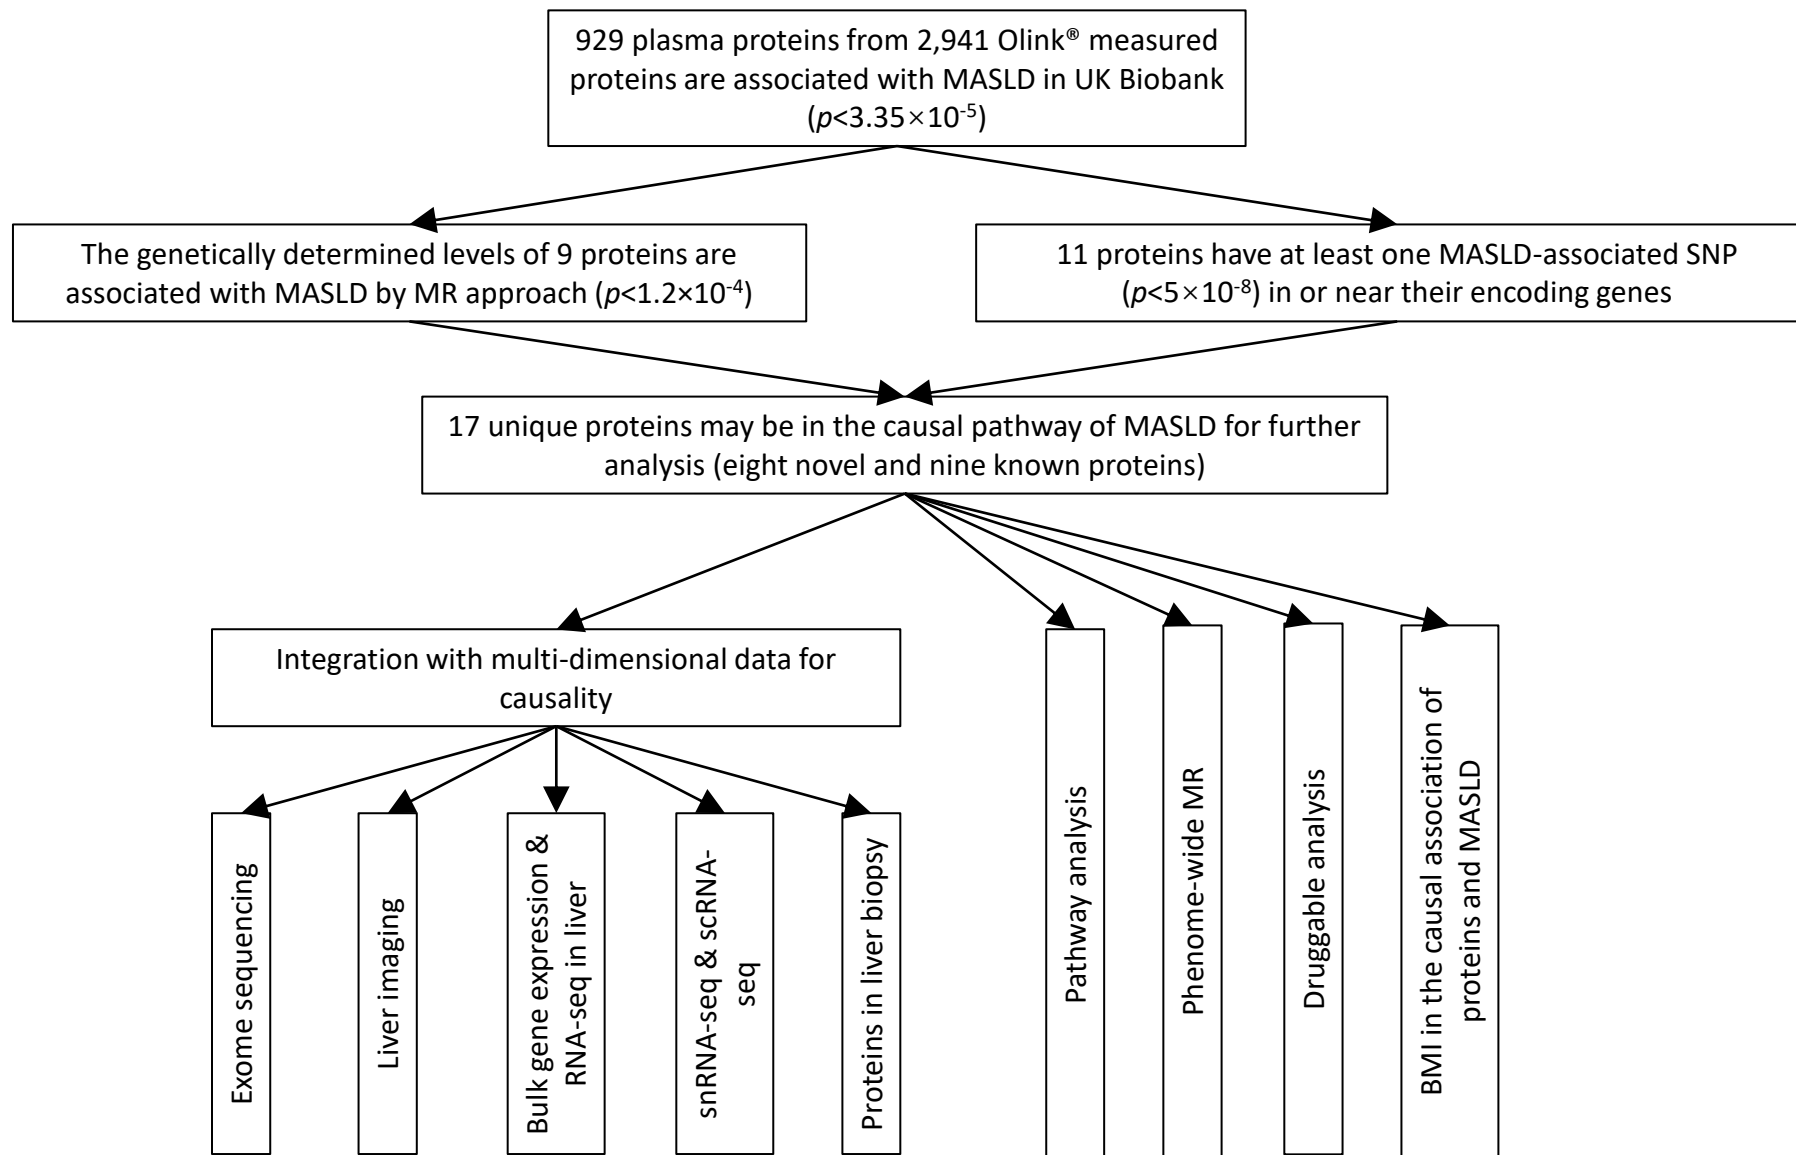 929 plasma proteins from 2,941 Olink® measured
proteins are associated with MASLD in UK Biobank
(p<3.35×10⁻⁵)
The genetically determined levels of 9 proteins are
associated with MASLD by MR approach (p<1.2×10⁻⁴)
11 proteins have at least one MASLD-associated SNP
(p<5×10⁻⁸) in or near their encoding genes
17 unique proteins may be in the causal pathway of MASLD for further
analysis (eight novel and nine known proteins)
Integration with multi-dimensional data for
causality
Exome sequencing
Liver imaging
Bulk gene expression &
RNA-seq in liver
snRNA-seq & scRNA-
seq
Proteins in liver biopsy
Pathway analysis
Phenome-wide MR
Druggable analysis
BMI in the causal association of
proteins and MASLD